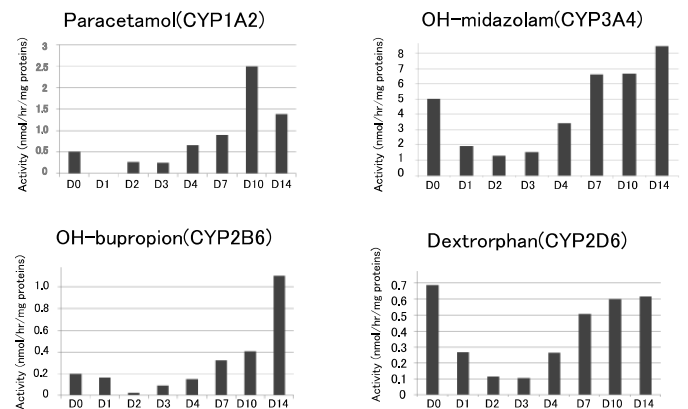 Paracetamol(CYP1A2)
Activity (nmol/hr/mg proteins)
3
2.5
2
1.5
1.0
0.5
0
D0 D1 D2 D3 D4 D7 D10 D14
OH-midazolam(CYP3A4)
Activity (nmol/hr/mg proteins)
8
7
6
5
4
3
2
1
0
D0 D1 D2 D3 D4 D7 D10 D14
OH-bupropion(CYP2B6)
Activity (nmol/hr/mg proteins)
1.0
0.8
0.6
0.4
0.2
0
D0 D1 D2 D3 D4 D7 D10 D14
Dextrorphan(CYP2D6)
Activity (nmol/hr/mg proteins)
0.7
0.6
0.5
0.4
0.3
0.2
0.1
0
D0 D1 D2 D3 D4 D7 D10 D14